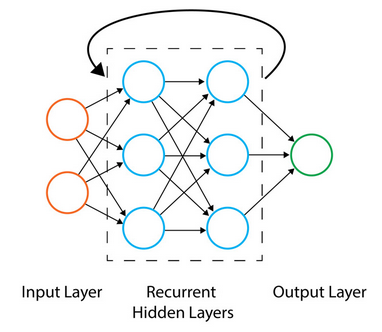 Input Layer
Recurrent
Hidden Layers
Output Layer